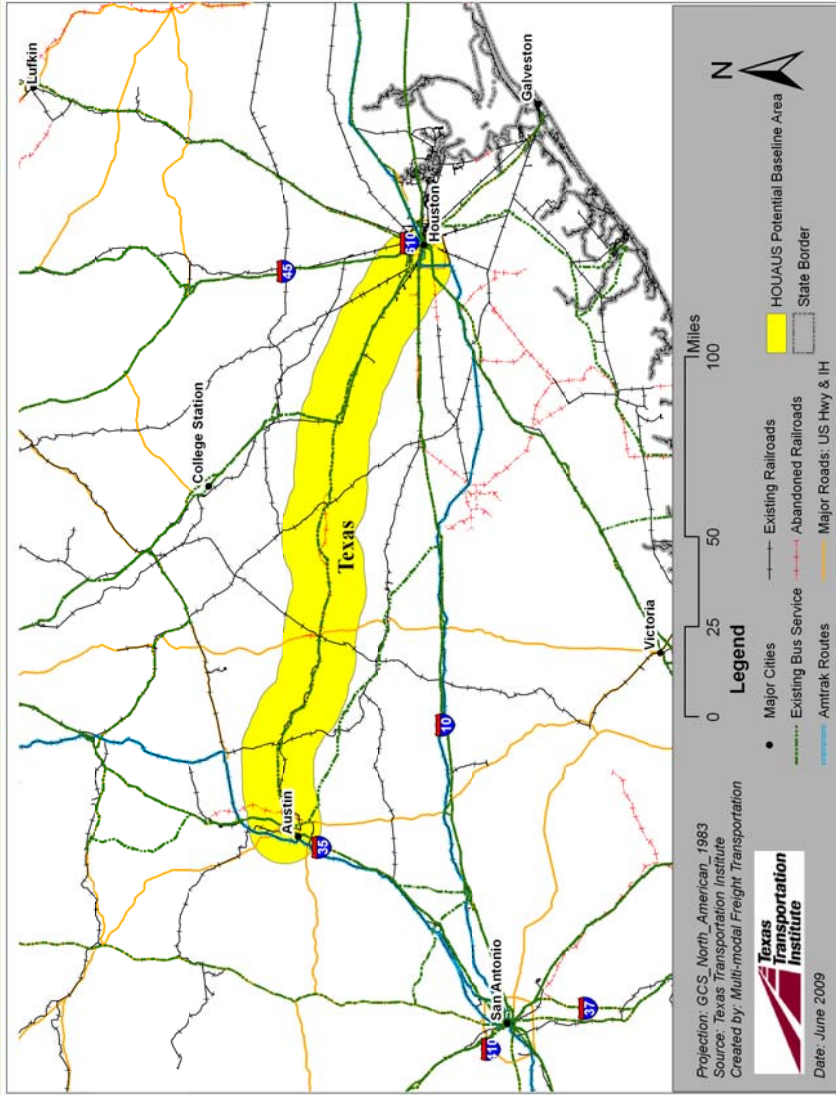 Lufkin
45
College Station
610
Houston
Galveston
Texas
Austin
35
10
Victoria
San Antonio
410
37
N
Miles
0
25
50
100
Legend
Major Cities
Existing Bus Service
Amtrak Routes
Existing Railroads
Abandoned Railroads
Major Roads: US Hwy & IH
HOUAUS Potential Baseline Area
State Border
Projection: GCS_North_American_1983
Source: Texas Transportation Institute
Created by: Multi-modal Freight Transportation
Texas
Transportation
Institute
Date: June 2009